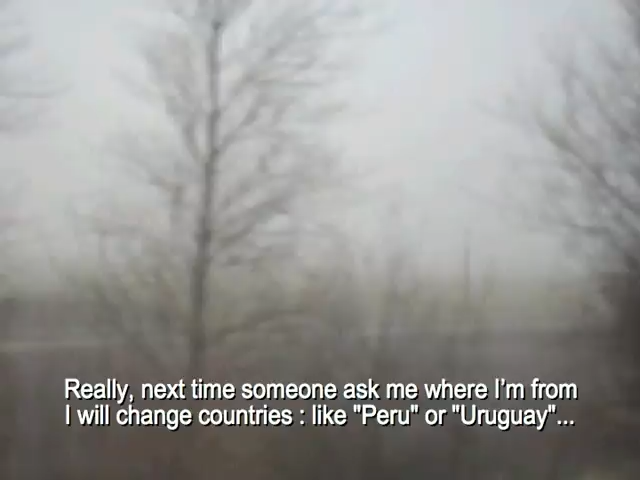 Really, next time someone ask me where I'm from
I will change countries : like "Peru" or "Uruguay"...